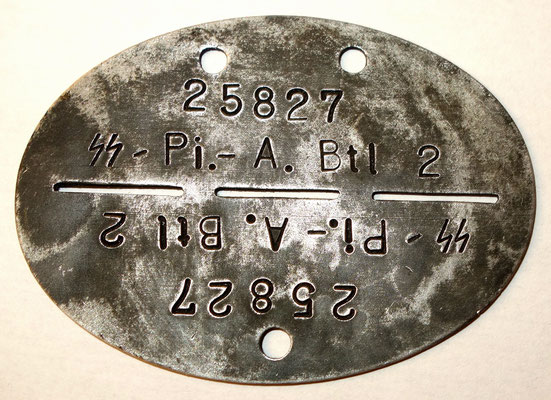 25827
ᛋᛋ - Pi.- A. Btl 2
ᛋᛋ - Pi.- A. Btl 2
25827